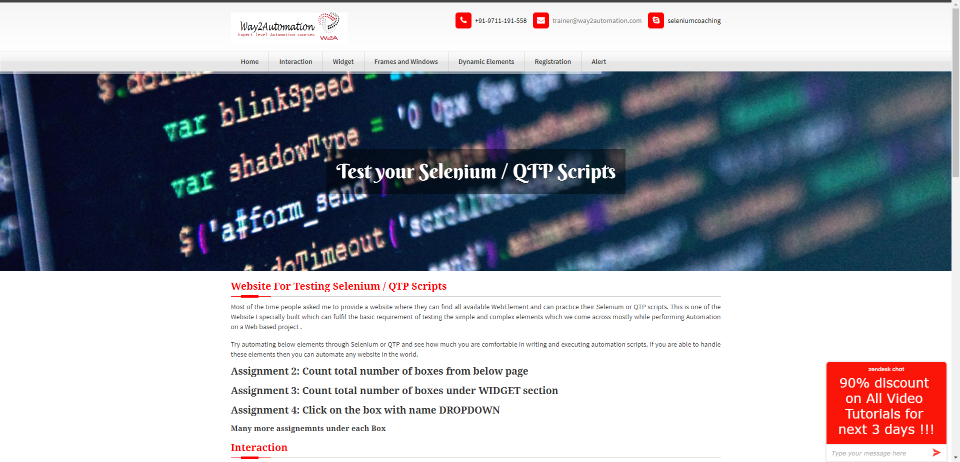 Way2Automation
Expert level Automation courses
W2A
+91-9711-191-558
trainer@way2automation.com
seleniumcoaching
Home
Interaction
Widget
Frames and Windows
Dynamic Elements
Registration
Alert
var blinkSpeed
var shadowType = '0 0px 6px
$('a#form_send')
('scroll
doTimeout
Test your Selenium / QTP Scripts
Website For Testing Selenium / QTP Scripts
Most of the time people asked me to provide a website where they can find all available WebElement and can practice their Selenium or QTP scripts. This is one of the
Website I specially built which can fulfil the basic requirement of testing the simple and complex elements which we come across mostly while performing Automation
on a Web based project .
Try automating below elements through Selenium or QTP and see how much you are comfortable in writing and executing automation scripts. If you are able to handle
these elements then you can automate any website in the world.
Assignment 2: Count total number of boxes from below page
Assignment 3: Count total number of boxes under WIDGET section
Assignment 4: Click on the box with name DROPDOWN
Many more assignemnts under each Box
Interaction
zendesk chat
90% discount
on All Video
Tutorials for
next 3 days !!!
Type your message here